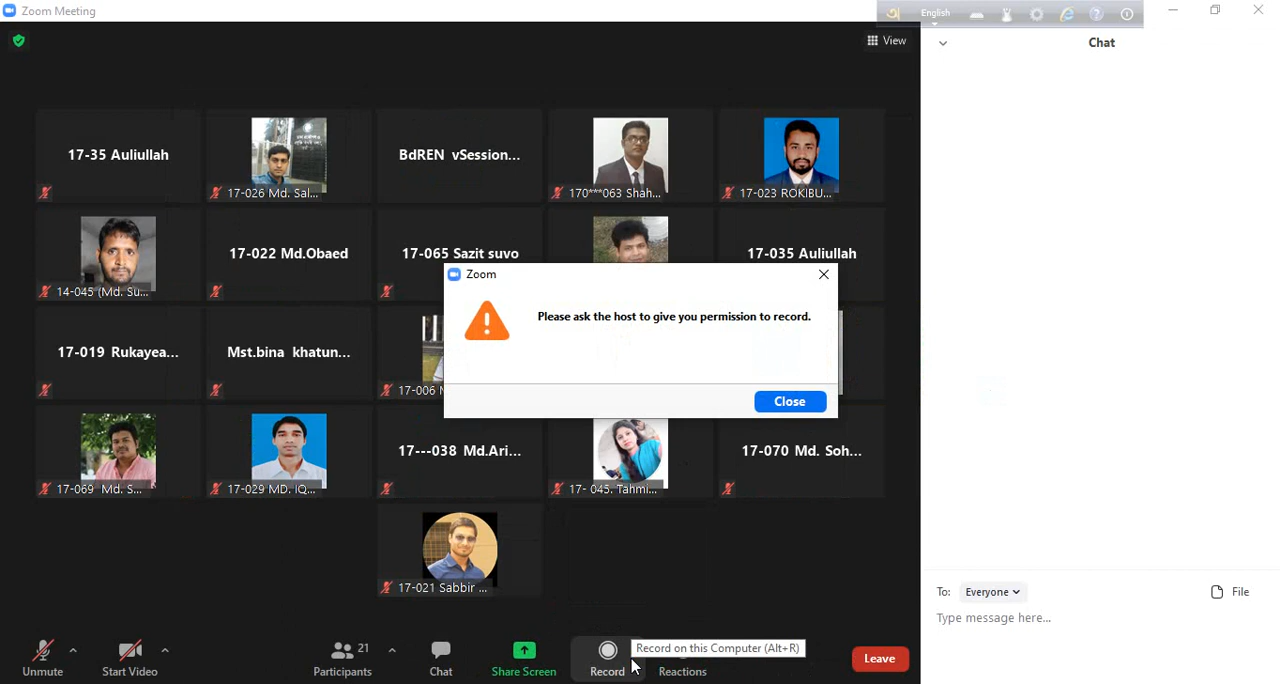 Zoom Meeting
English
View
Chat
17-35 Auliullah
17-026 Md. Sal...
BdREN vSession...
170***063 Shah...
17-023 ROKIBU...
14-045 (Md. Su...
17-022 Md.Obaed
17-065 Sazit suvo
17-035 Auliullah
Zoom
Please ask the host to give you permission to record.
Close
17-019 Rukayea...
Mst.bina khatun...
17-006
17-069 Md. S...
17-029 MD. IQ...
17---038 Md.Ari...
17- 045. Tahmi...
17-070 Md. Soh...
17-021 Sabbir ...
To: Everyone
File
Type message here...
Record on this Computer (Alt+R)
21
Unmute
Start Video
Participants
Chat
Share Screen
Record
Reactions
Leave